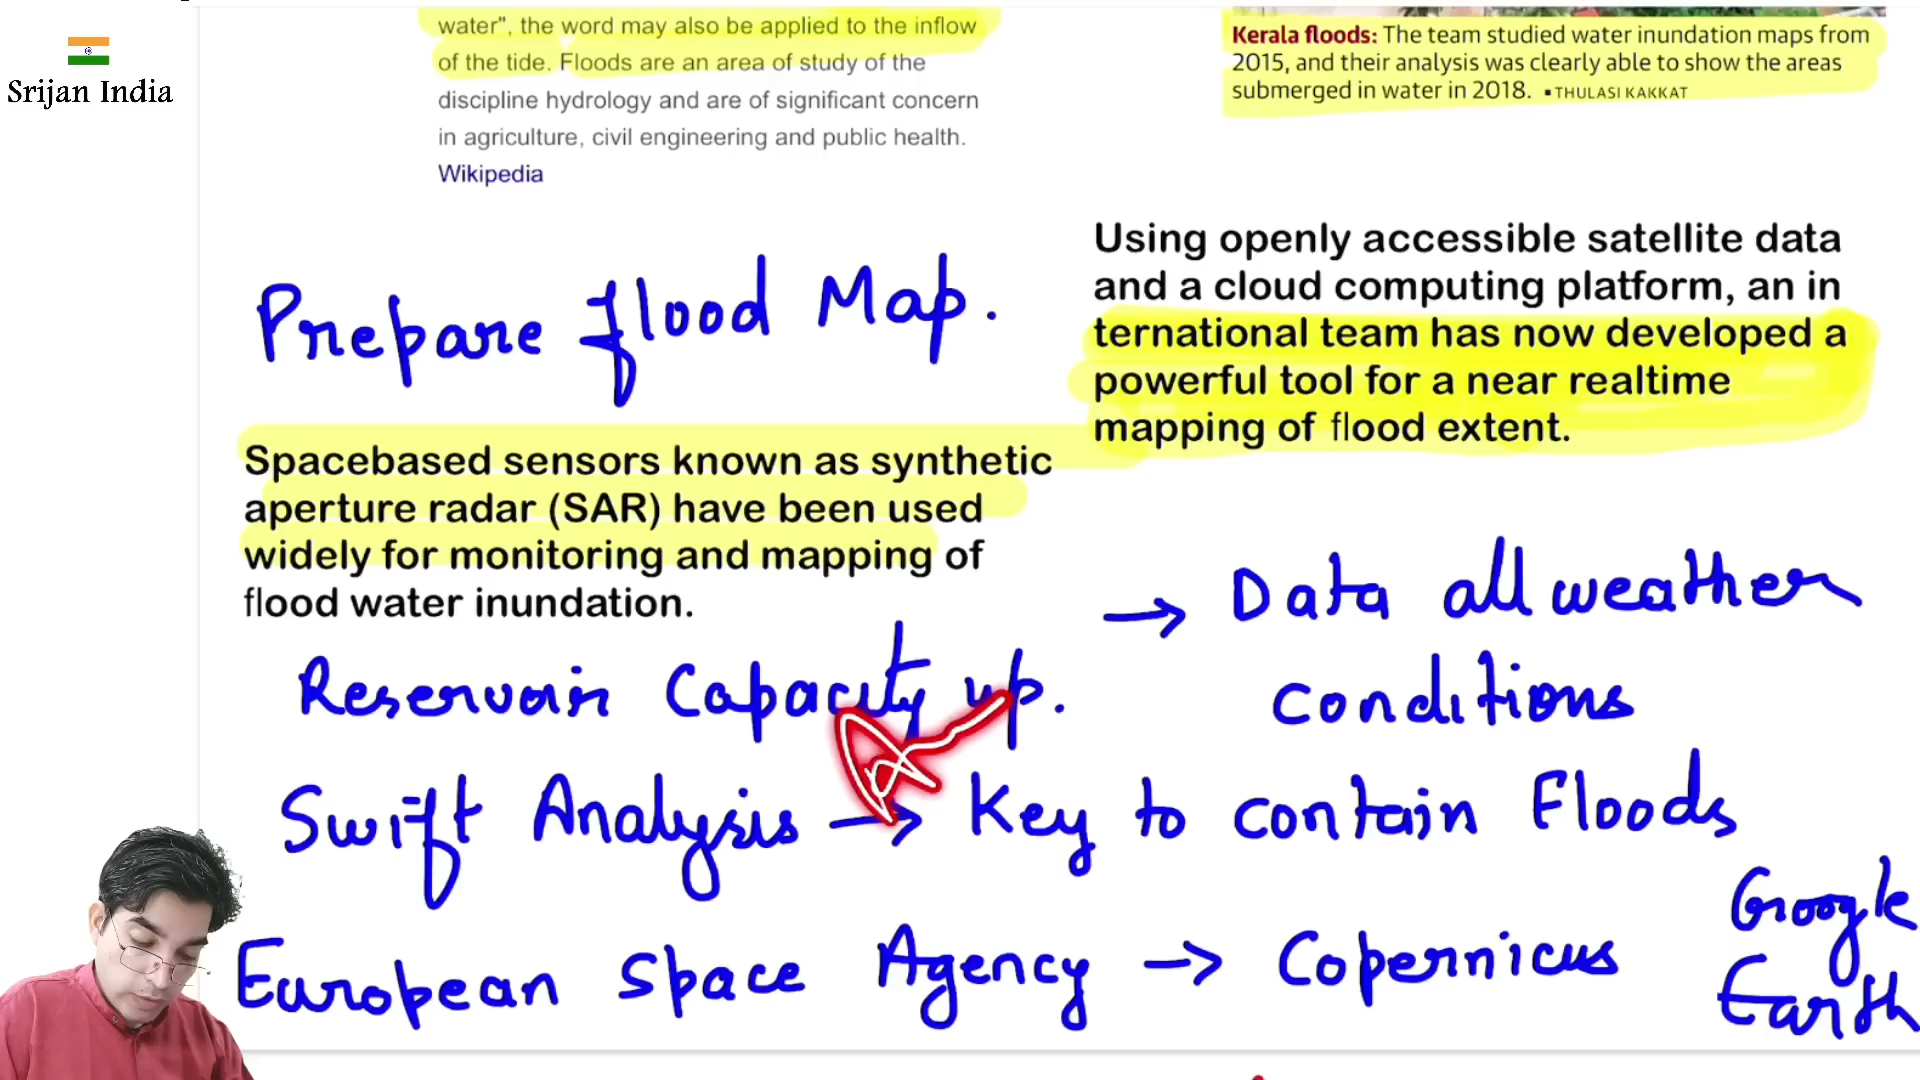 Srijan India
water", the word may also be applied to the inflow
of the tide. Floods are an area of study of the
discipline hydrology and are of significant concern
in agriculture, civil engineering and public health.
Wikipedia
Kerala floods: The team studied water inundation maps from
2015, and their analysis was clearly able to show the areas
submerged in water in 2018. ▪ THULASI KAKKAT
Prepare flood Map.
Using openly accessible satellite data
and a cloud computing platform, an in
ternational team has now developed a
powerful tool for a near realtime
mapping of flood extent.
Spacebased sensors known as synthetic
aperture radar (SAR) have been used
widely for monitoring and mapping of
flood water inundation.
→ Data all weather
conditions
Reservoir Capacity up.
Swift Analysis → Key to contain Floods
European Space Agency → Copernicus
Google
Earth